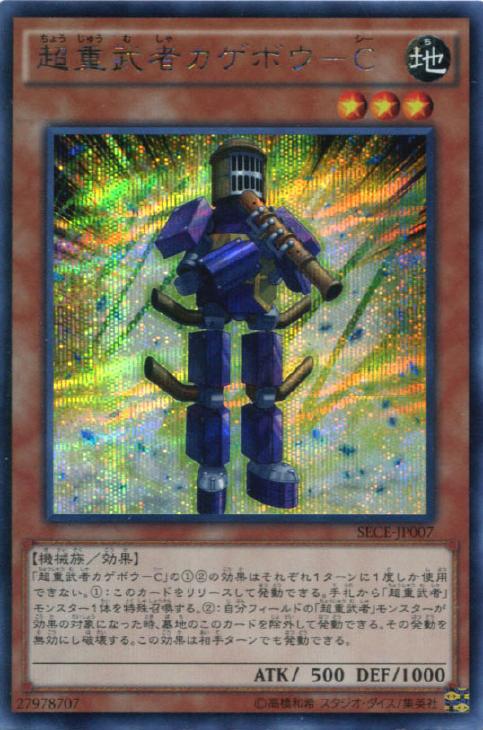 超重武者カゲボウ－C
地
SECE-JP007
【機械族／効果】
「超重武者カゲボウ－C」の①②の効果はそれぞれ1ターンに1度しか使用
できない。①：このカードをリリースして発動できる。手札から「超重武者」
モンスター1体を特殊召喚する。②：自分フィールドの「超重武者」モンスターが
効果の対象になった時、墓地のこのカードを除外して発動できる。その発動を
無効にし破壊する。この効果は相手ターンでも発動できる。
ATK/ 500 DEF/1000
27978707
©高橋和希 スタジオ・ダイス/集英社